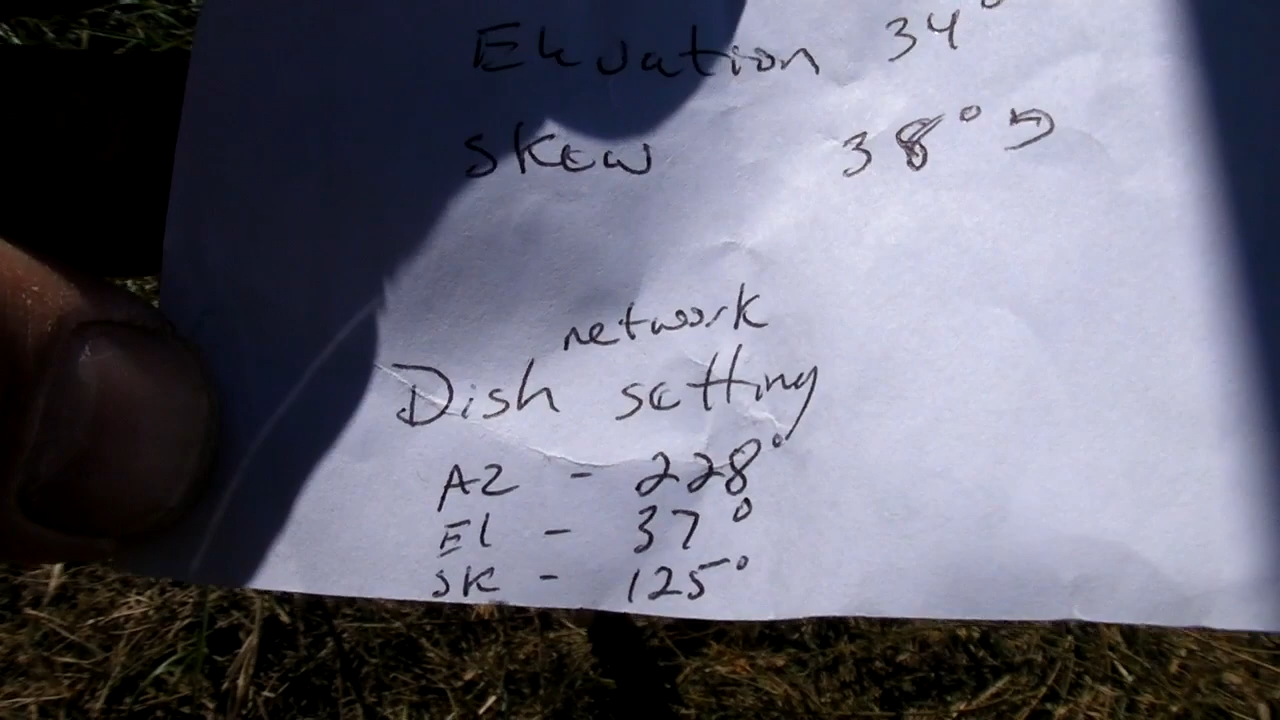 Elevation 34°
Skew 38°
network
Dish setting
AZ - 228°
El - 37°
SK - 125°